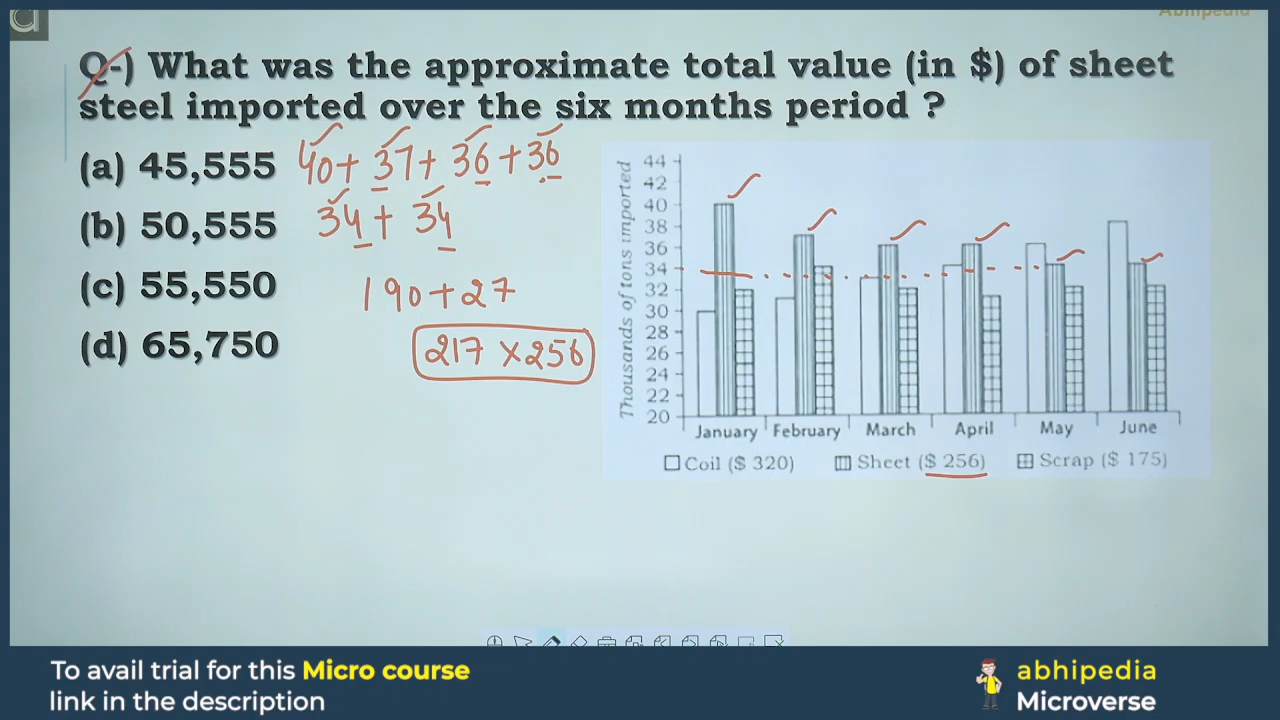 Abhipedia
Q-) What was the approximate total value (in $) of sheet
steel imported over the six months period ?
(a) 45,555
(b) 50,555
(c) 55,550
(d) 65,750
40+ 37+ 36+36
34+ 34
190+27
217 x256
Thousands of tons imported
44
42
40
38
36
34
32
30
28
26
24
22
20
January February March April May June
Coil ($ 320) Sheet ($ 256) Scrap ($ 175)
To avail trial for this Micro course
link in the description
abhipedia
Microverse